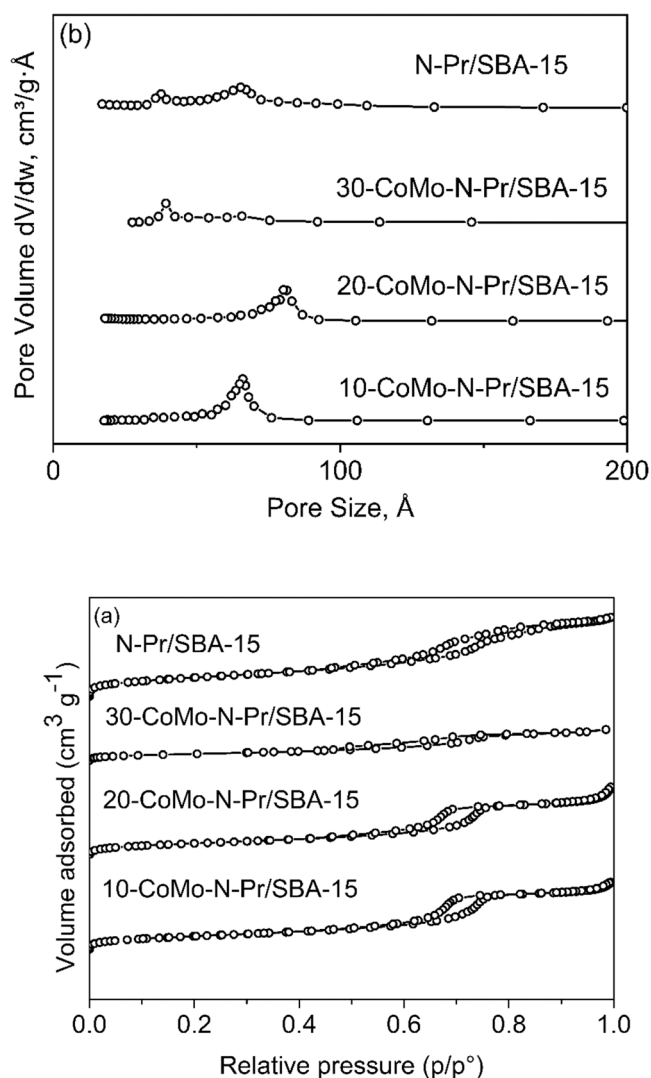 (b)
N-Pr/SBA-15
30-CoMo-N-Pr/SBA-15
20-CoMo-N-Pr/SBA-15
10-CoMo-N-Pr/SBA-15
Pore Volume dV/dw, cm³/g·Å
0 100 200
Pore Size, Å
(a)
N-Pr/SBA-15
30-CoMo-N-Pr/SBA-15
20-CoMo-N-Pr/SBA-15
10-CoMo-N-Pr/SBA-15
Volume adsorbed (cm³ g⁻¹)
0.0 0.2 0.4 0.6 0.8 1.0
Relative pressure (p/p°)